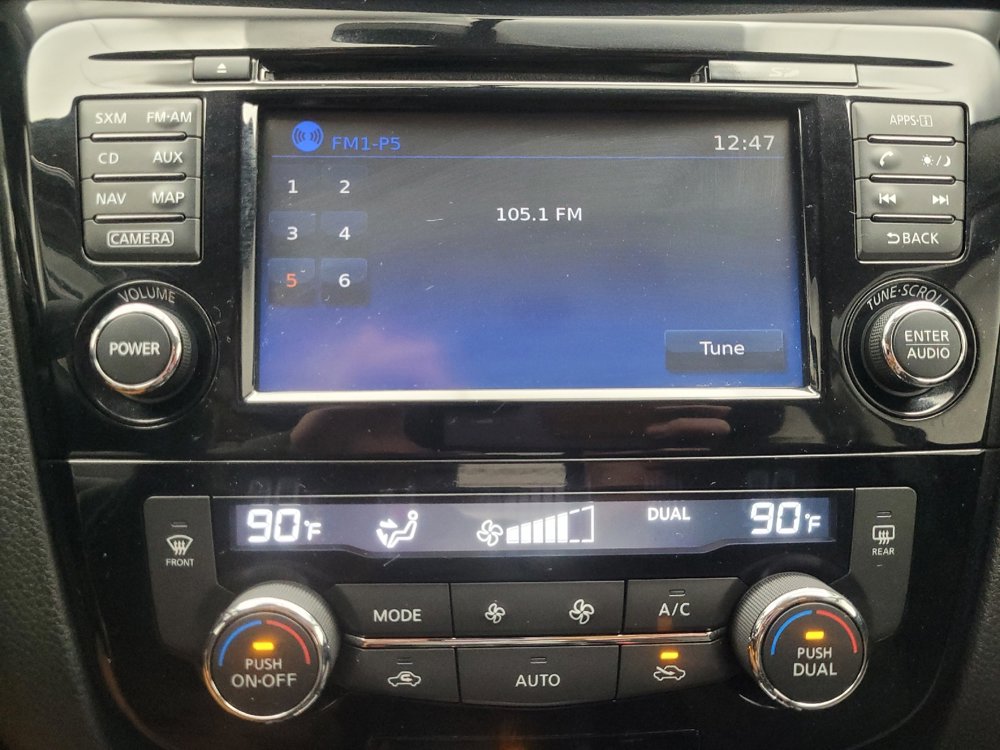 SXM FM·AM
CD AUX
NAV MAP
CAMERA
VOLUME
POWER
FM1-P5 12:47
1 2
3 4
5 6
105.1 FM
Tune
APPS·i
BACK
TUNE·SCROLL
ENTER
AUDIO
90°F DUAL 90°F
FRONT
REAR
MODE A/C
PUSH
ON·OFF
AUTO
PUSH
DUAL